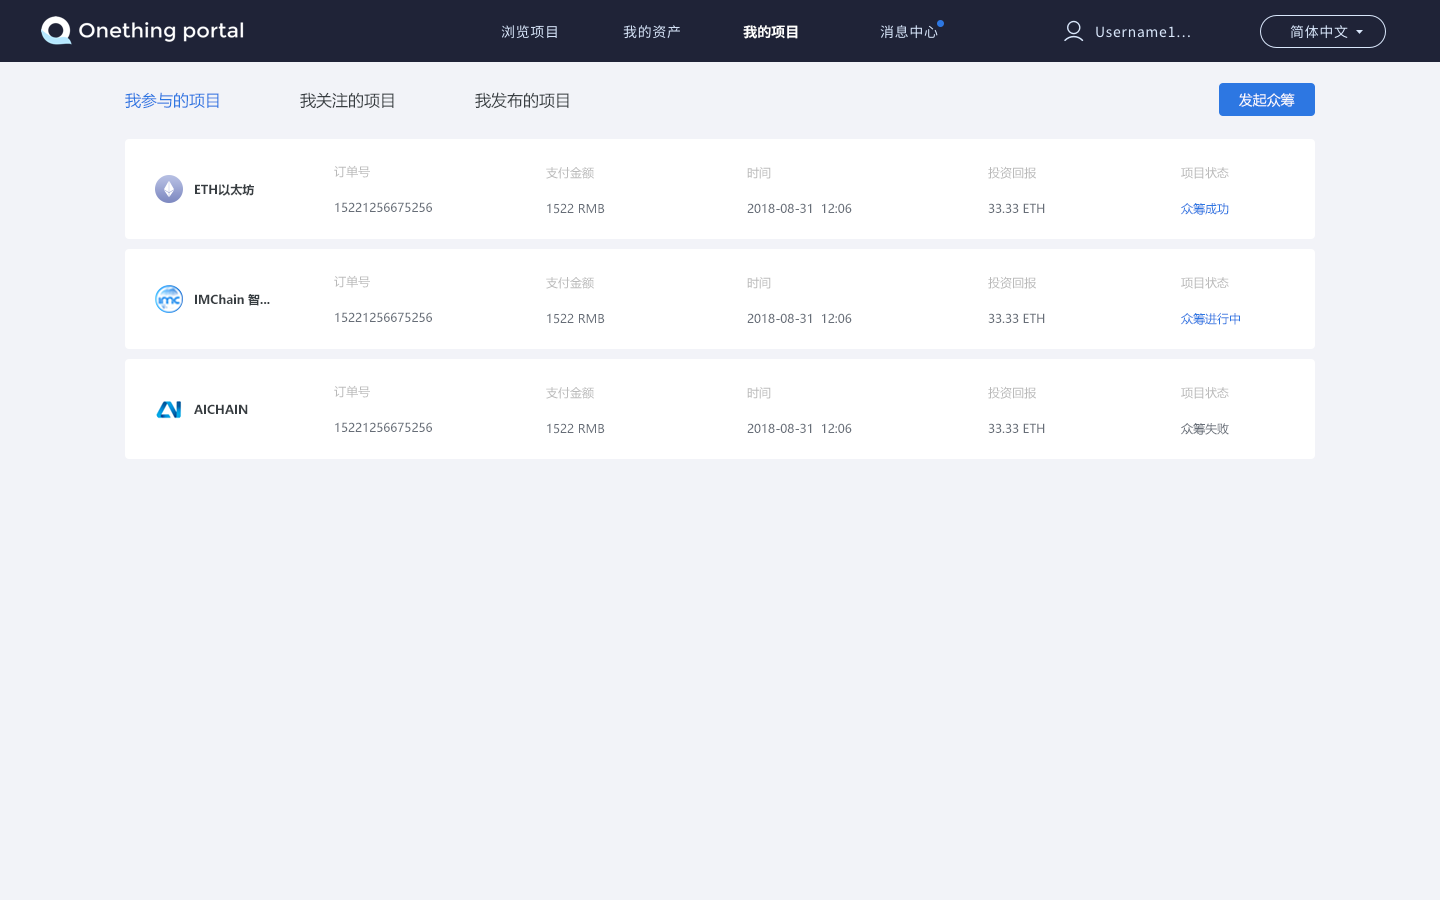 Onething portal
浏览项目
我的资产
我的项目
消息中心
Username1...
简体中文
我参与的项目
我关注的项目
我发布的项目
发起众筹
ETH以太坊
订单号
支付金额
时间
投资回报
项目状态
15221256675256
1522 RMB
2018-08-31 12:06
33.33 ETH
众筹成功
imc
IMChain 智...
订单号
支付金额
时间
投资回报
项目状态
15221256675256
1522 RMB
2018-08-31 12:06
33.33 ETH
众筹进行中
AICHAIN
订单号
支付金额
时间
投资回报
项目状态
15221256675256
1522 RMB
2018-08-31 12:06
33.33 ETH
众筹失败